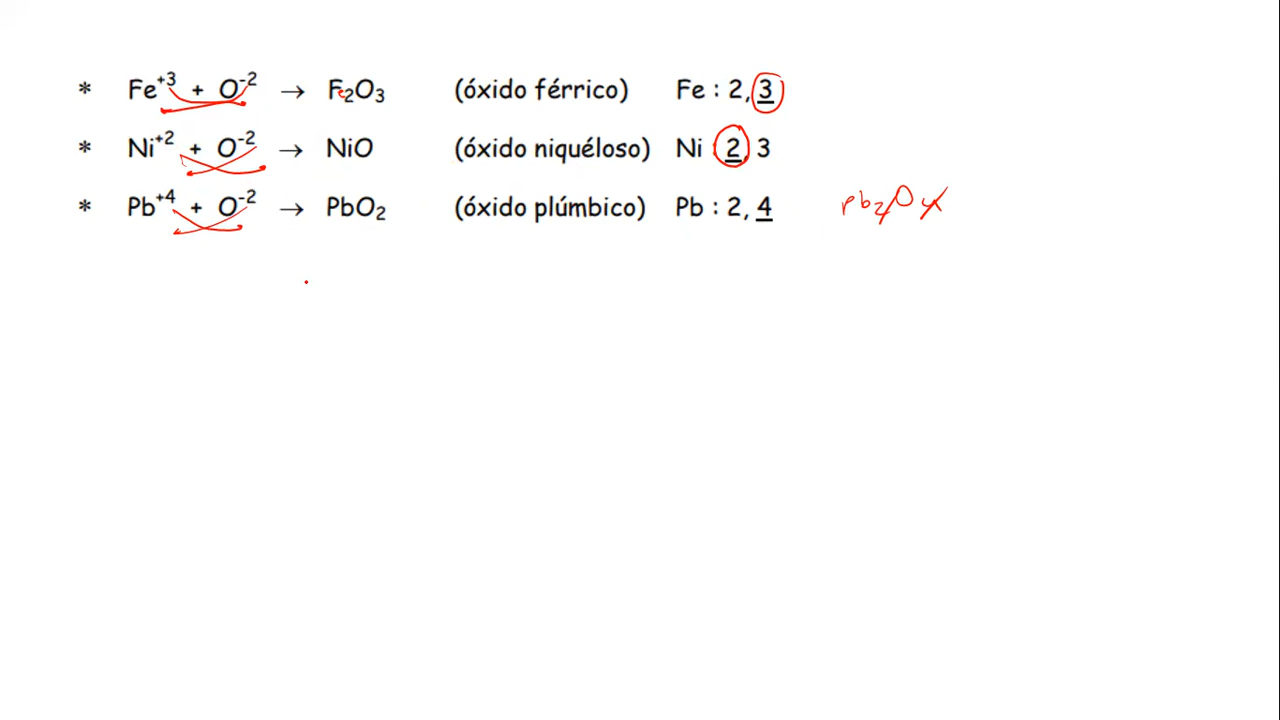 * Fe⁺³ + O⁻² → Fe₂O₃ (óxido férrico) Fe : 2, 3
* Ni⁺² + O⁻² → NiO (óxido niquéloso) Ni : 2, 3
* Pb⁺⁴ + O⁻² → PbO₂ (óxido plúmbico) Pb : 2, 4 Pb₂O₄